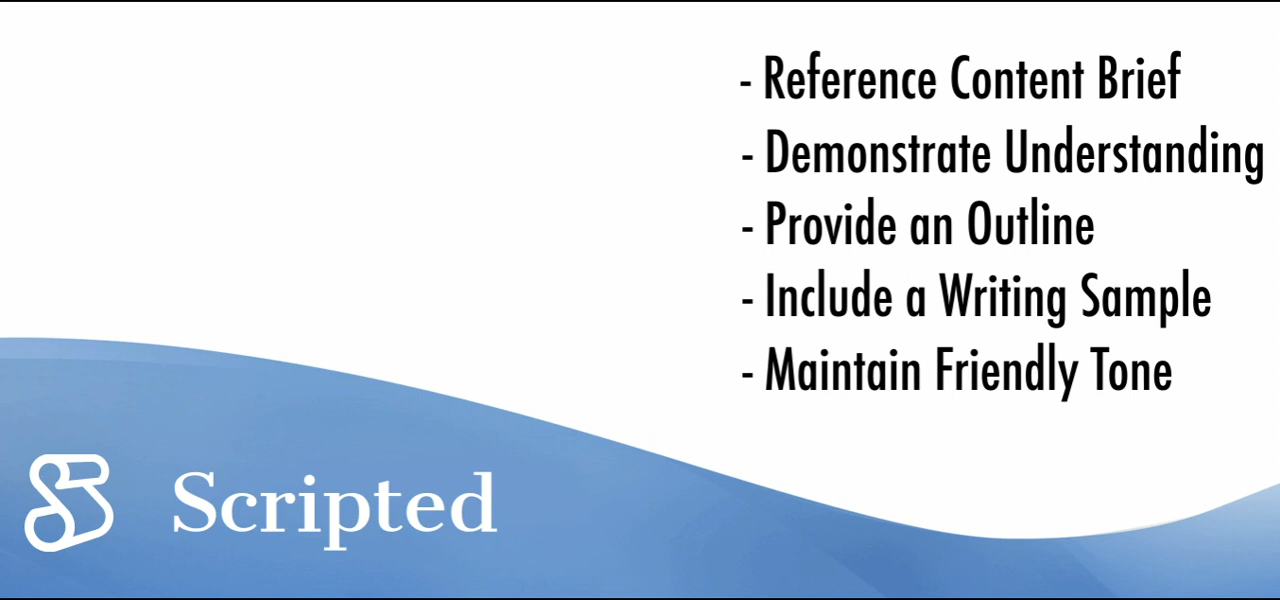 - Reference Content Brief
- Demonstrate Understanding
- Provide an Outline
- Include a Writing Sample
- Maintain Friendly Tone
Scripted